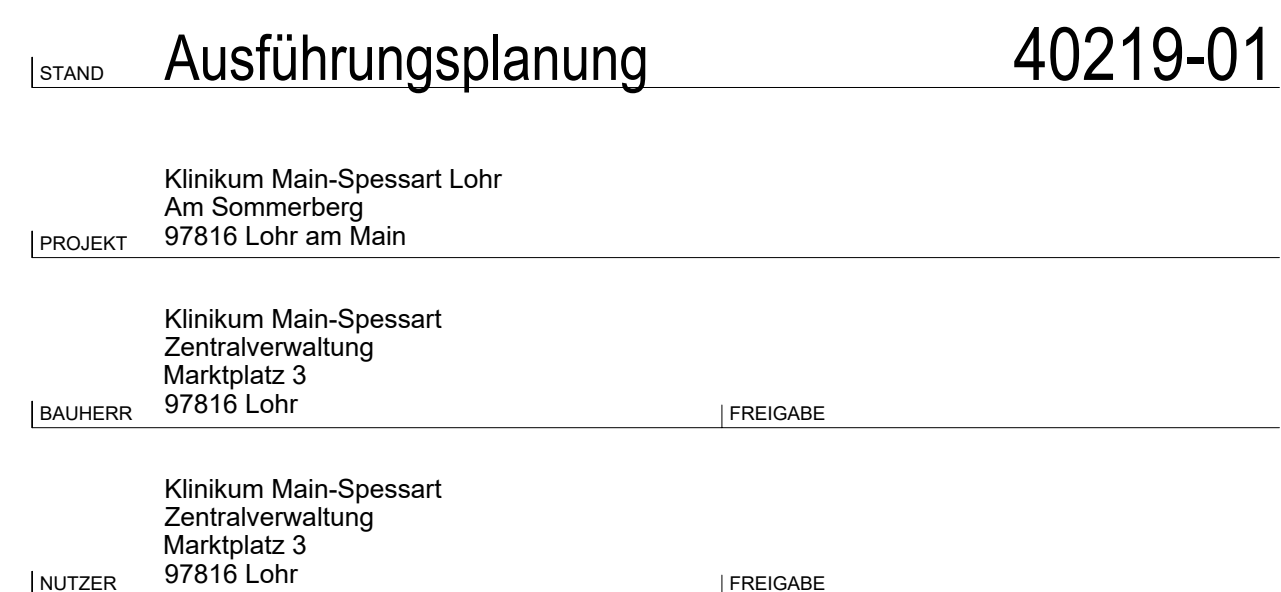 STAND Ausführungsplanung 40219-01
Klinikum Main-Spessart Lohr
Am Sommerberg
PROJEKT 97816 Lohr am Main
Klinikum Main-Spessart
Zentralverwaltung
Marktplatz 3
BAUHERR 97816 Lohr FREIGABE
Klinikum Main-Spessart
Zentralverwaltung
Marktplatz 3
NUTZER 97816 Lohr FREIGABE